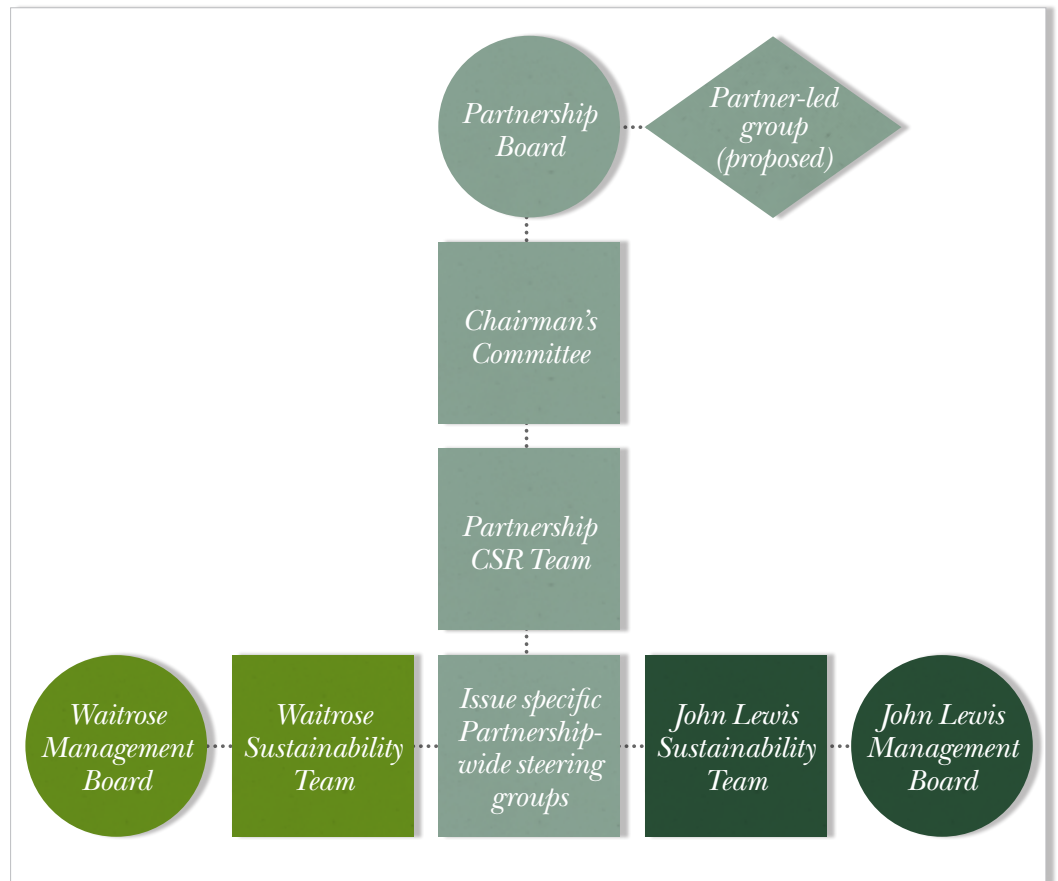 Partnership
Board
Partner-led
group
(proposed)
Chairman’s
Committee
Partnership
CSR Team
Waitrose
Management
Board
Waitrose
Sustainability
Team
Issue specific
Partnership-
wide steering
groups
John Lewis
Sustainability
Team
John Lewis
Management
Board